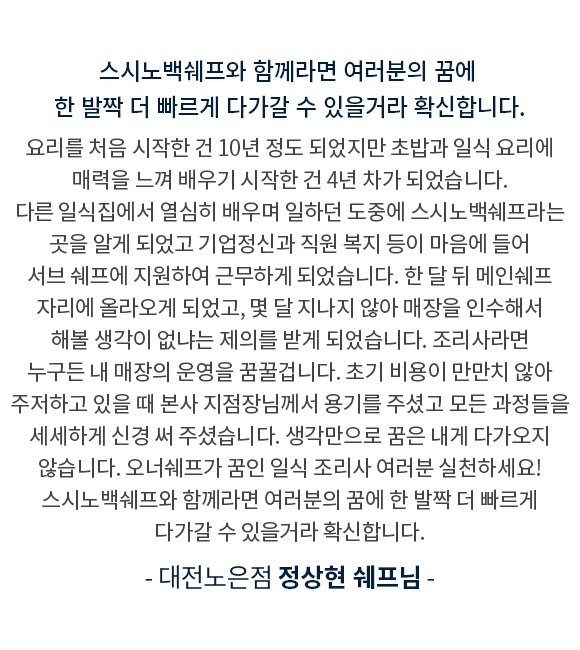 스시노백쉐프와 함께라면 여러분의 꿈에
한 발짝 더 빠르게 다가갈 수 있을거라 확신합니다.
요리를 처음 시작한 건 10년 정도 되었지만 초밥과 일식 요리에
매력을 느껴 배우기 시작한 건 4년 차가 되었습니다.
다른 일식집에서 열심히 배우며 일하던 도중에 스시노백쉐프라는
곳을 알게 되었고 기업정신과 직원 복지 등이 마음에 들어
서브 쉐프에 지원하여 근무하게 되었습니다. 한 달 뒤 메인쉐프
자리에 올라오게 되었고, 몇 달 지나지 않아 매장을 인수해서
해볼 생각이 없냐는 제의를 받게 되었습니다. 조리사라면
누구든 내 매장의 운영을 꿈꿀겁니다. 초기 비용이 만만치 않아
주저하고 있을 때 본사 지점장님께서 용기를 주셨고 모든 과정들을
세세하게 신경 써 주셨습니다. 생각만으로 꿈은 내게 다가오지
않습니다. 오너쉐프가 꿈인 일식 조리사 여러분 실천하세요!
스시노백쉐프와 함께라면 여러분의 꿈에 한 발짝 더 빠르게
다가갈 수 있을거라 확신합니다.
- 대전노은점 정상현 쉐프님 -